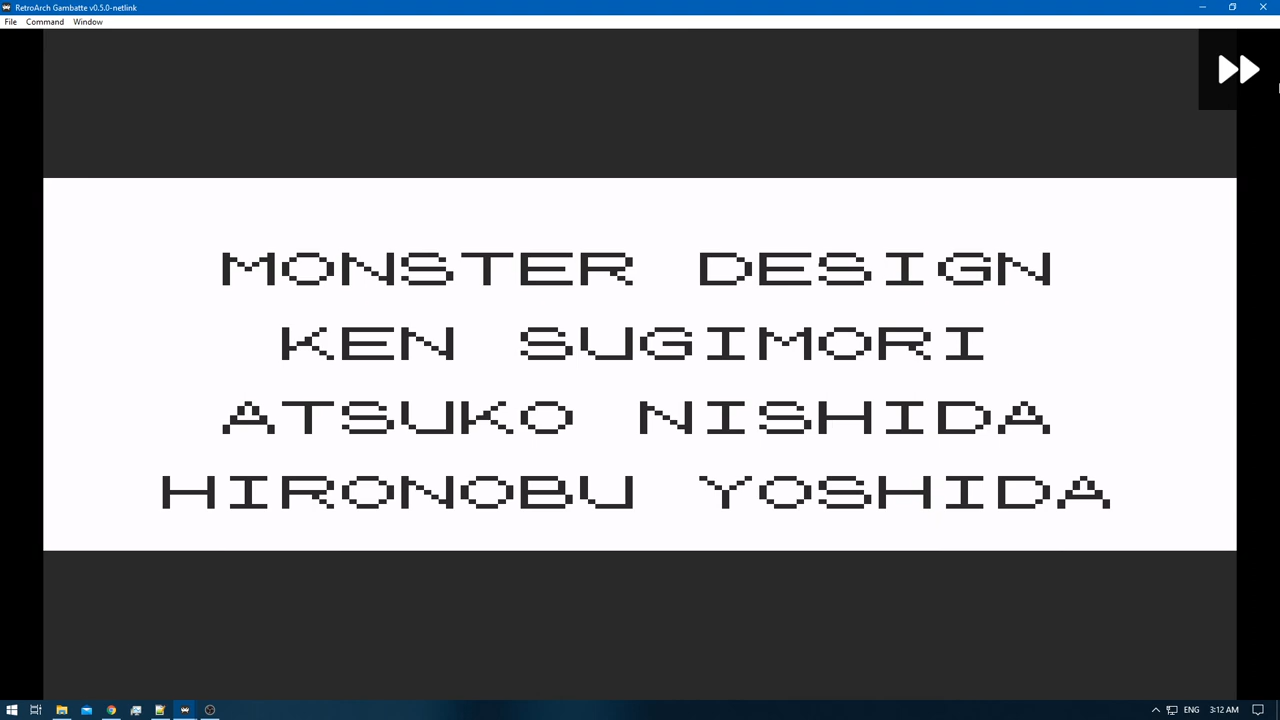 RetroArch Gambatte v0.5.0-netlink
File Command Window
MONSTER DESIGN
KEN SUGIMORI
ATSUKO NISHIDA
HIRONOBU YOSHIDA
ENG 3:12 AM